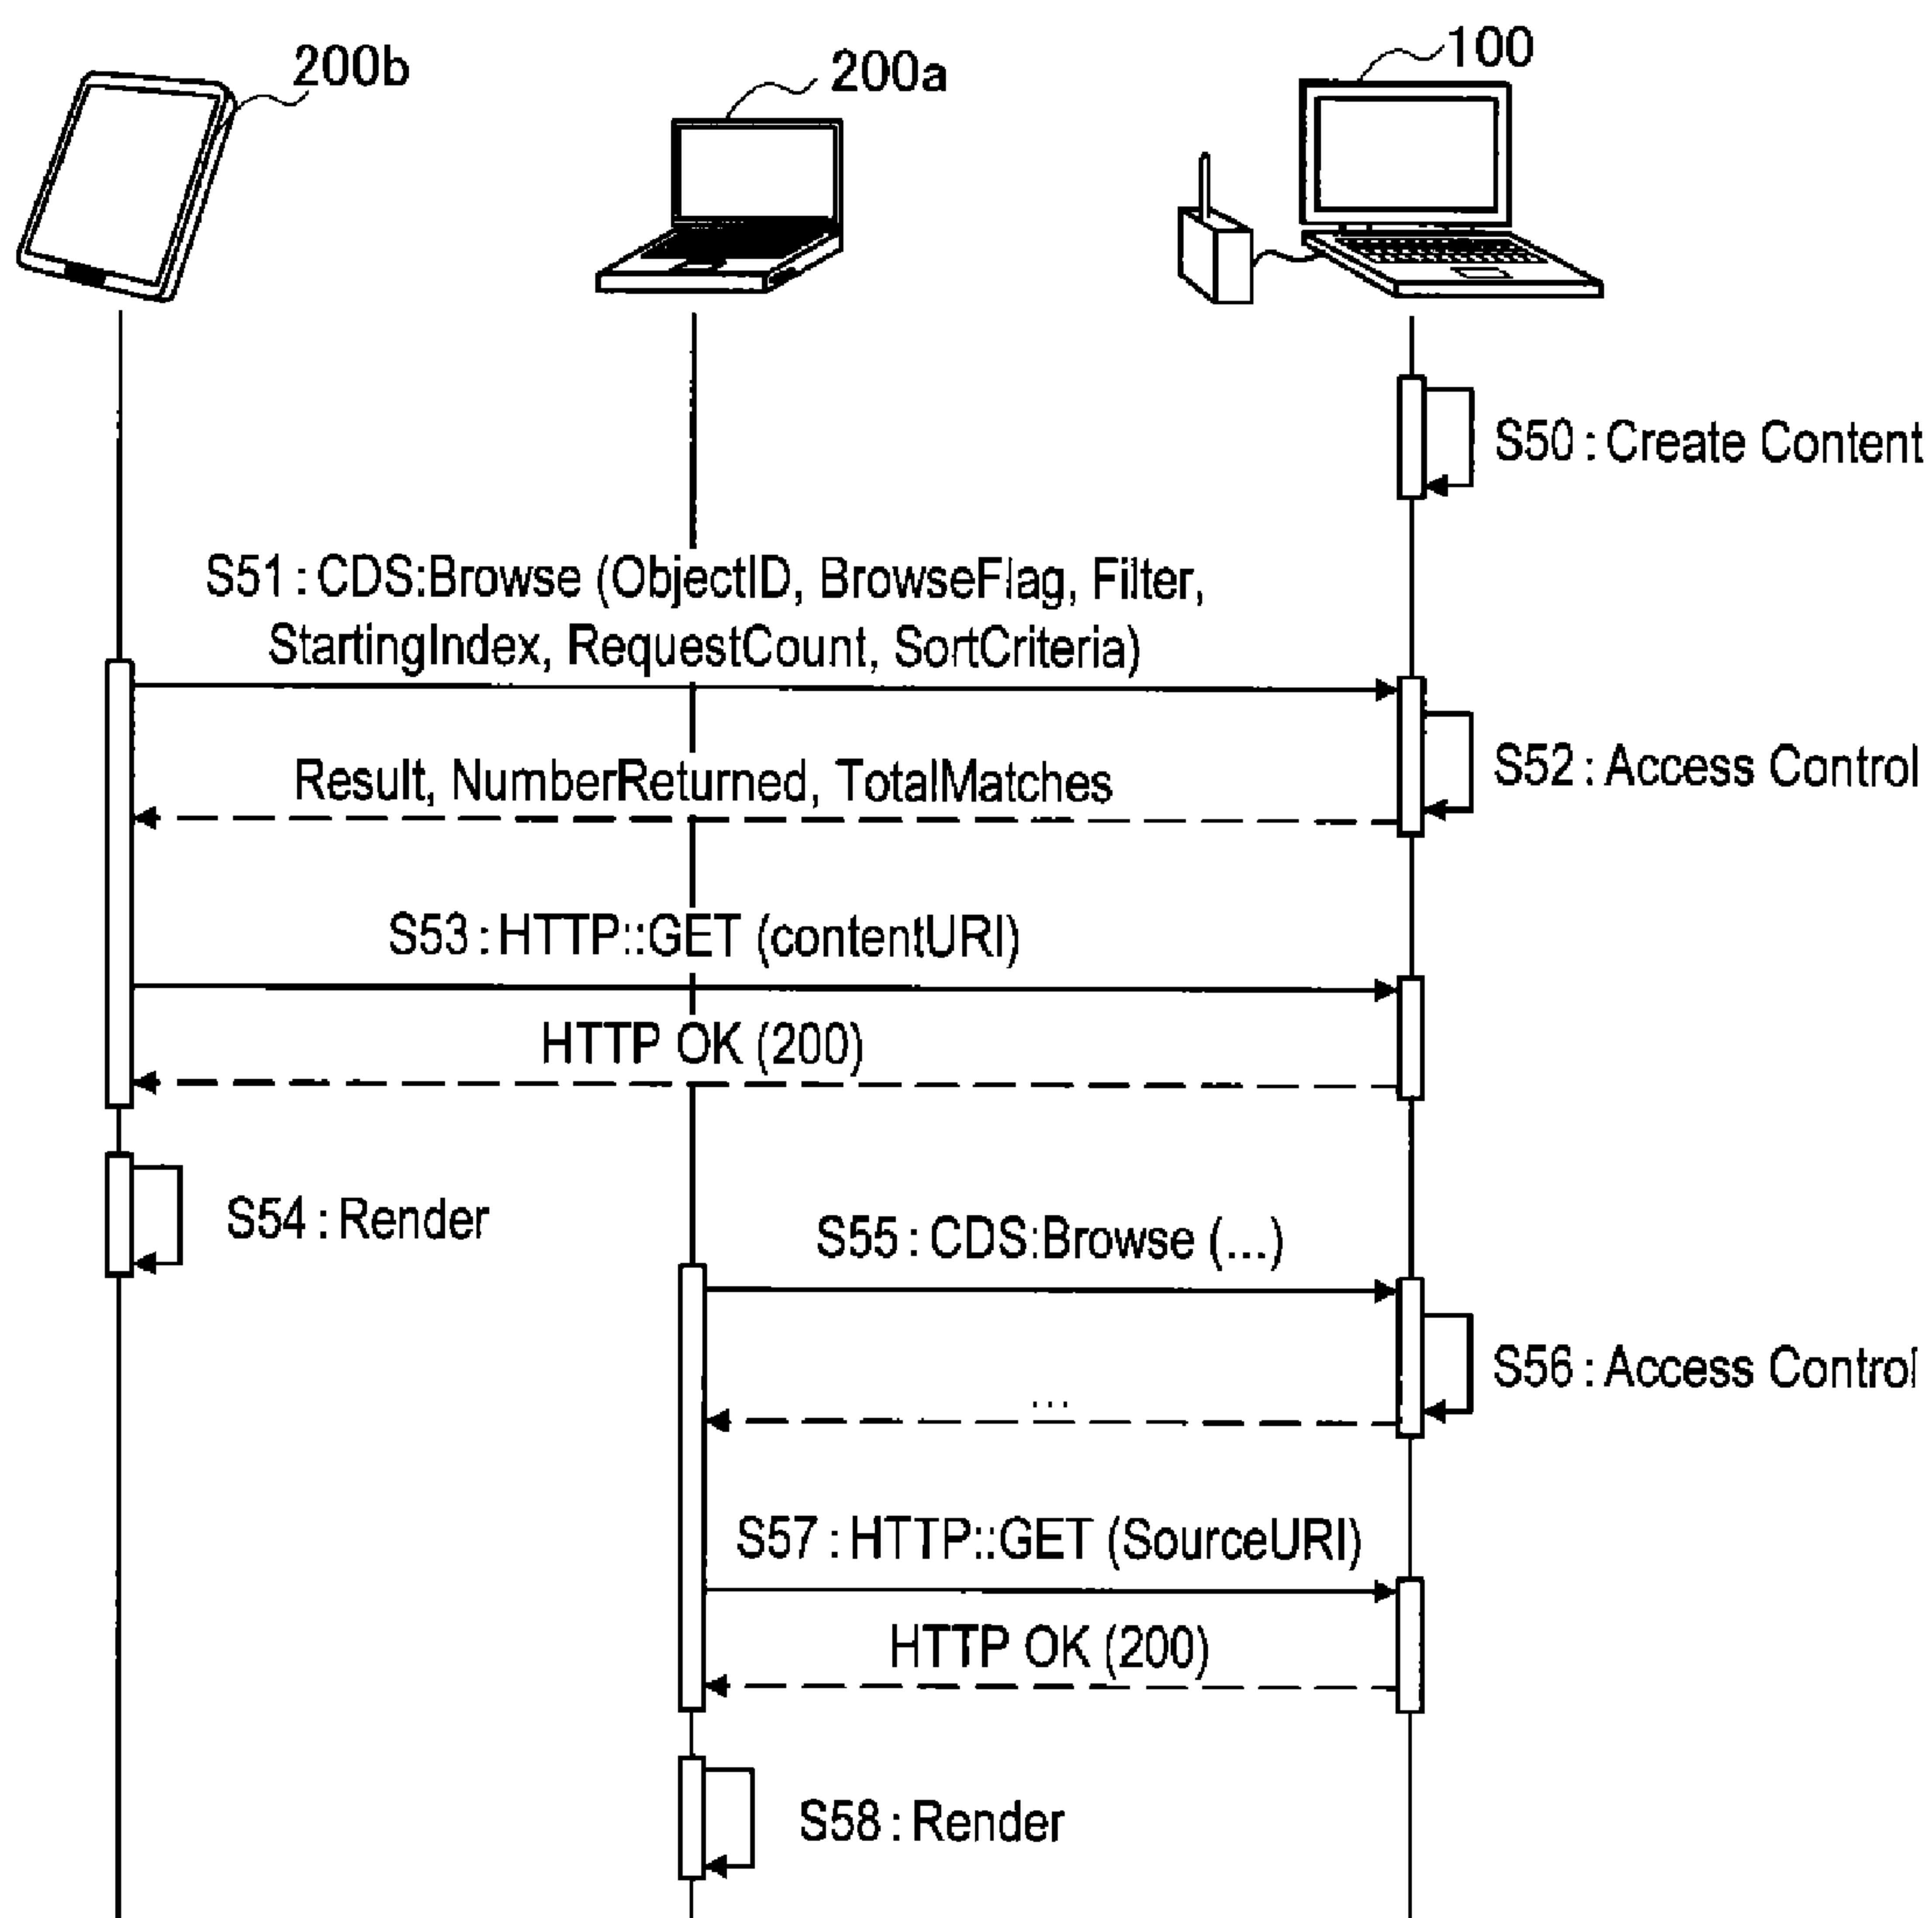 200b
200a
100
S50 : Create Content
S51 : CDS:Browse (ObjectID, BrowseFlag, Filter,
StartingIndex, RequestCount, SortCriteria)
S52 : Access Control
Result, NumberReturned, TotalMatches
S53 : HTTP::GET (contentURI)
HTTP OK (200)
S54 : Render
S55 : CDS:Browse (...)
S56 : Access Control
...
S57 : HTTP::GET (SourceURI)
HTTP OK (200)
S58 : Render